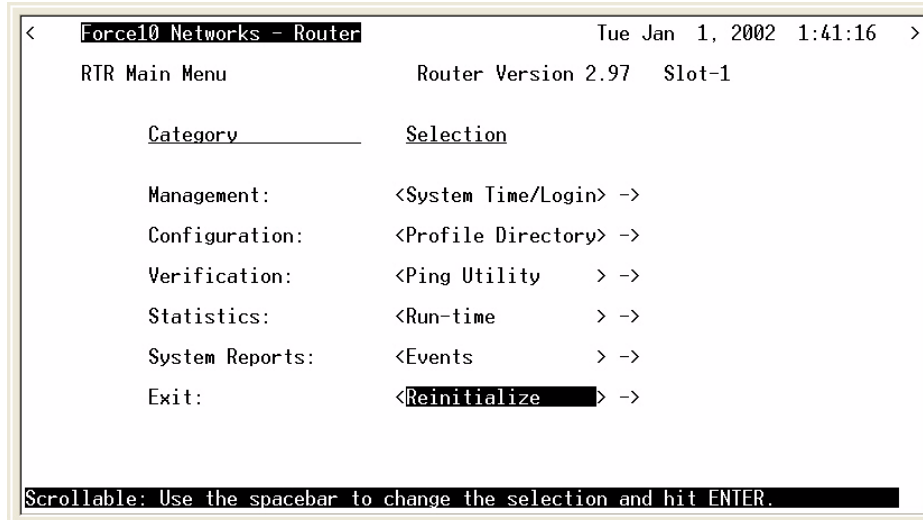 < Force10 Networks - Router Tue Jan 1, 2002 1:41:16 >
RTR Main Menu Router Version 2.97 Slot-1
Category Selection
Management: <System Time/Login> ->
Configuration: <Profile Directory> ->
Verification: <Ping Utility > ->
Statistics: <Run-time > ->
System Reports: <Events > ->
Exit: <Reinitialize > ->
Scrollable: Use the spacebar to change the selection and hit ENTER.